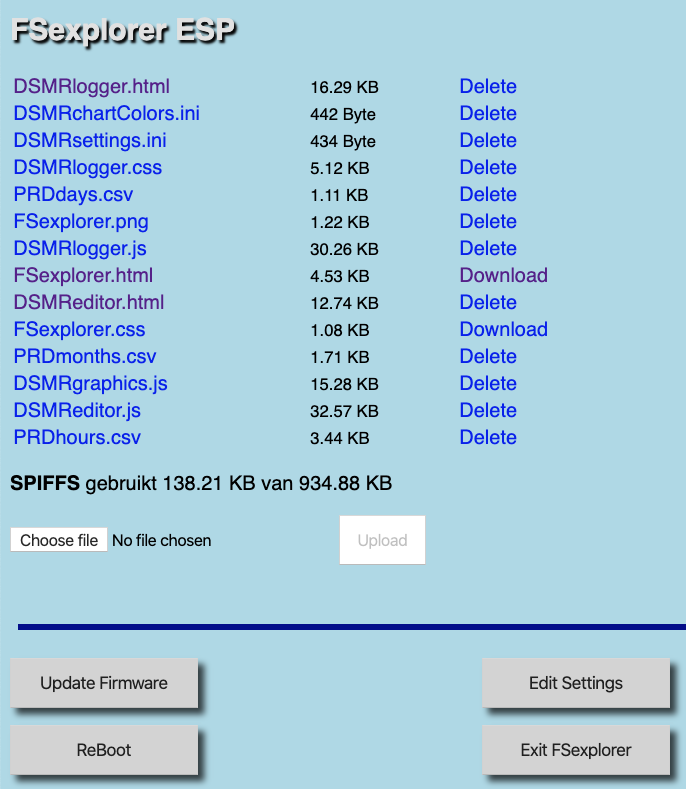 FSexplorer ESP
DSMRlogger.html 16.29 KB Delete
DSMRchartColors.ini 442 Byte Delete
DSMRsettings.ini 434 Byte Delete
DSMRlogger.css 5.12 KB Delete
PRDdays.csv 1.11 KB Delete
FSexplorer.png 1.22 KB Delete
DSMRlogger.js 30.26 KB Delete
FSexplorer.html 4.53 KB Download
DSMReditor.html 12.74 KB Delete
FSexplorer.css 1.08 KB Download
PRDmonths.csv 1.71 KB Delete
DSMRgraphics.js 15.28 KB Delete
DSMReditor.js 32.57 KB Delete
PRDhours.csv 3.44 KB Delete
SPIFFS gebruikt 138.21 KB van 934.88 KB
Choose file No file chosen Upload
Update Firmware Edit Settings
ReBoot Exit FSexplorer